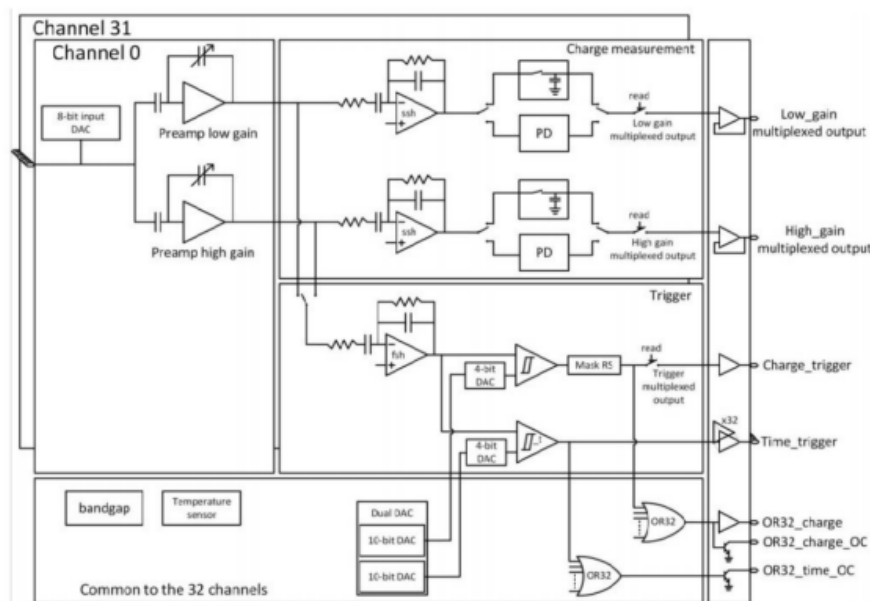 Channel 31
Channel 0
Charge measurement
8-bit input
DAC
Preamp low gain
ssh
PD
read
Low gain
multiplexed output
Low_gain
multiplexed output
Preamp high gain
ssh
PD
read
High gain
multiplexed output
High_gain
multiplexed output
Trigger
fsh
4-bit
DAC
Mask RS
read
Trigger
multiplexed
output
Charge_trigger
4-bit
DAC
x32
Time_trigger
bandgap
Temperature
sensor
Dual DAC
10-bit DAC
10-bit DAC
OR32
OR32
OR32_charge
OR32_charge_OC
OR32_time_OC
Common to the 32 channels